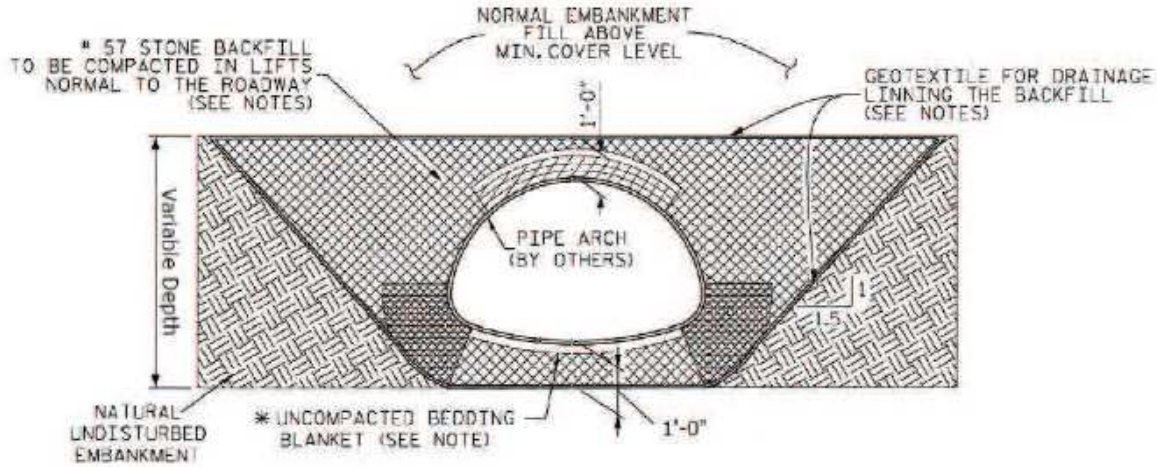 NORMAL EMBANKMENT
FILL ABOVE
MIN. COVER LEVEL
# 57 STONE BACKFILL
TO BE COMPACTED IN LIFTS
NORMAL TO THE ROADWAY
(SEE NOTES)
GEOTEXTILE FOR DRAINAGE
LINNING THE BACKFILL
(SEE NOTES)
1'-0"
Variable Depth
PIPE ARCH
(BY OTHERS)
1
1.5
NATURAL
UNDISTURBED
EMBANKMENT
* UNCOMPACTED BEDDING
BLANKET (SEE NOTE)
1'-0"